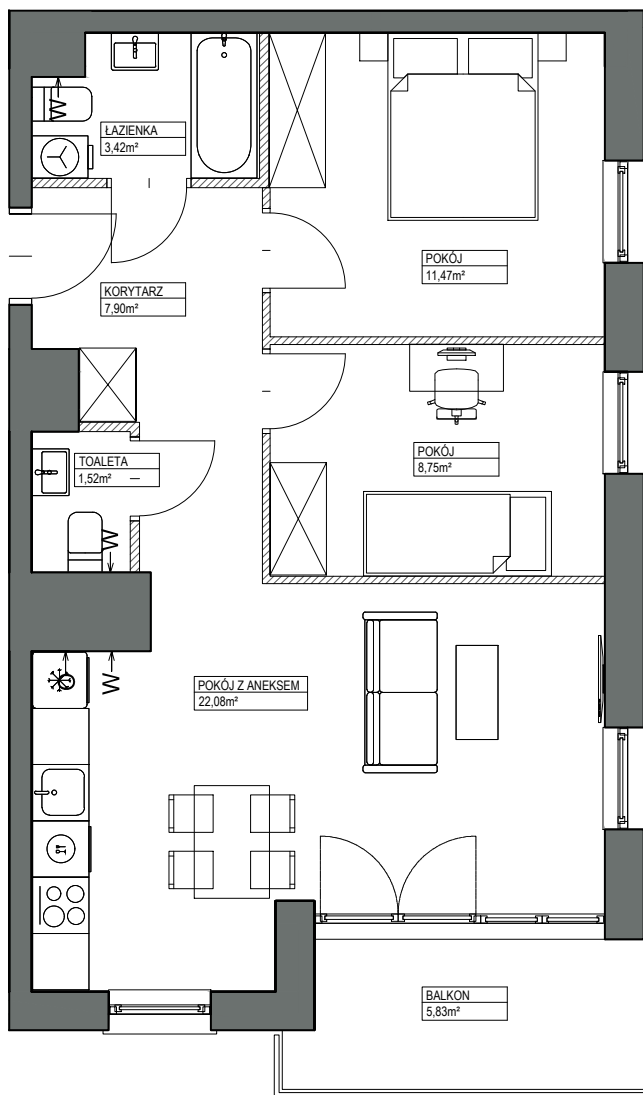 ŁAZIENKA
3,42m²
POKÓJ
11,47m²
KORYTARZ
7,90m²
POKÓJ
8,75m²
TOALETA
1,52m²
W
W
POKÓJ Z ANEKSEM
22,08m²
W
BALKON
5,83m²